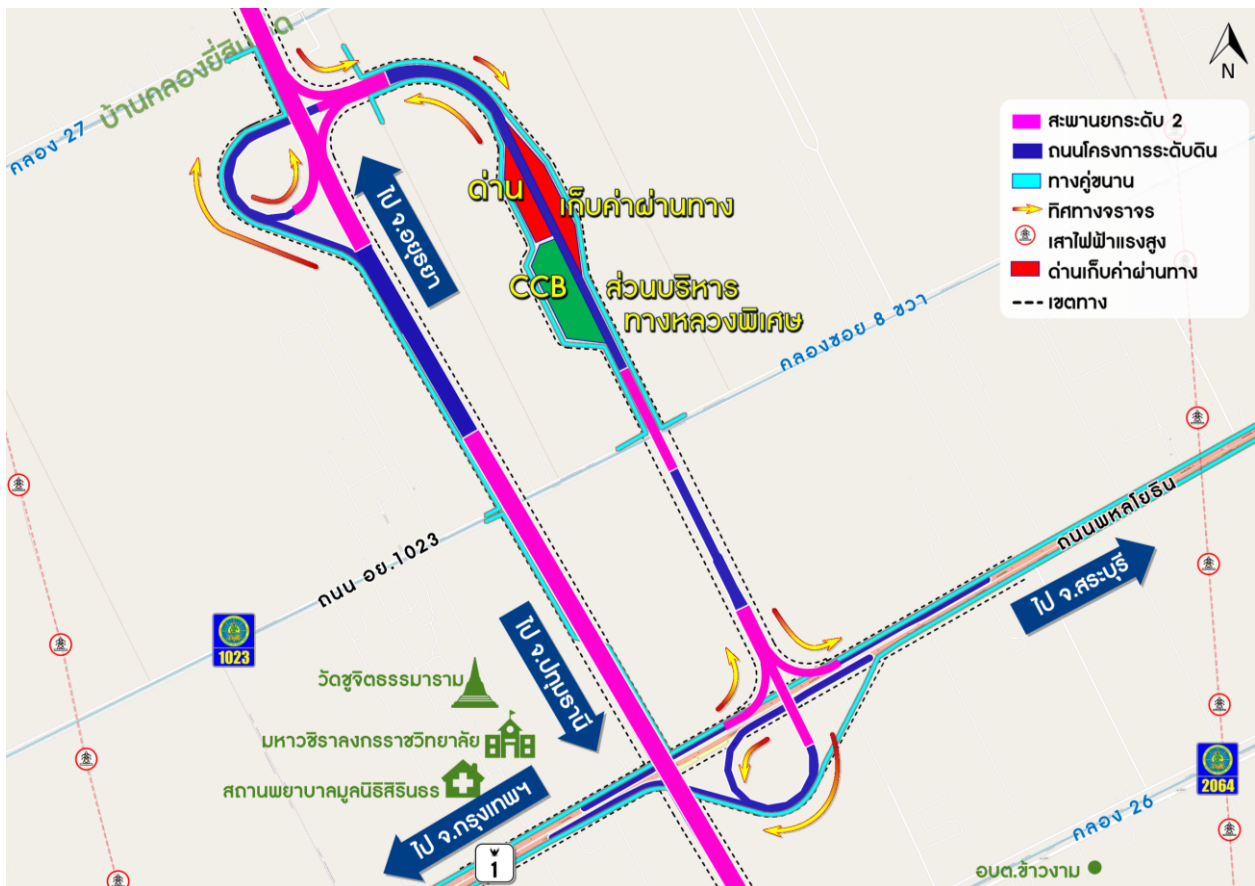 บ้านคลองยี่สิบเจ็ด
คลอง 27
N
สะพานยกระดับ 2
ถนนโครงการระดับดิน
ทางคู่ขนาน
ทิศทางจราจร
เสาไฟฟ้าแรงสูง
ด่านเก็บค่าผ่านทาง
เขตทาง
ไป จ.อยุธยา
ด่าน
เก็บค่าผ่านทาง
CCB
ส่วนบริหาร
ทางหลวงพิเศษ
คลองซอย 8 ขวา
ถนน อย.1023
1023
ถนนพหลโยธิน
ไป จ.สระบุรี
ไป จ.ปทุมธานี
วัดชูจิตธรรมาราม
มหาวชิราลงกรราชวิทยาลัย
สถานพยาบาลมูลนิธิสิรินธร
ไป จ.กรุงเทพฯ
1
2064
คลอง 26
อบต.ข้าวงาม